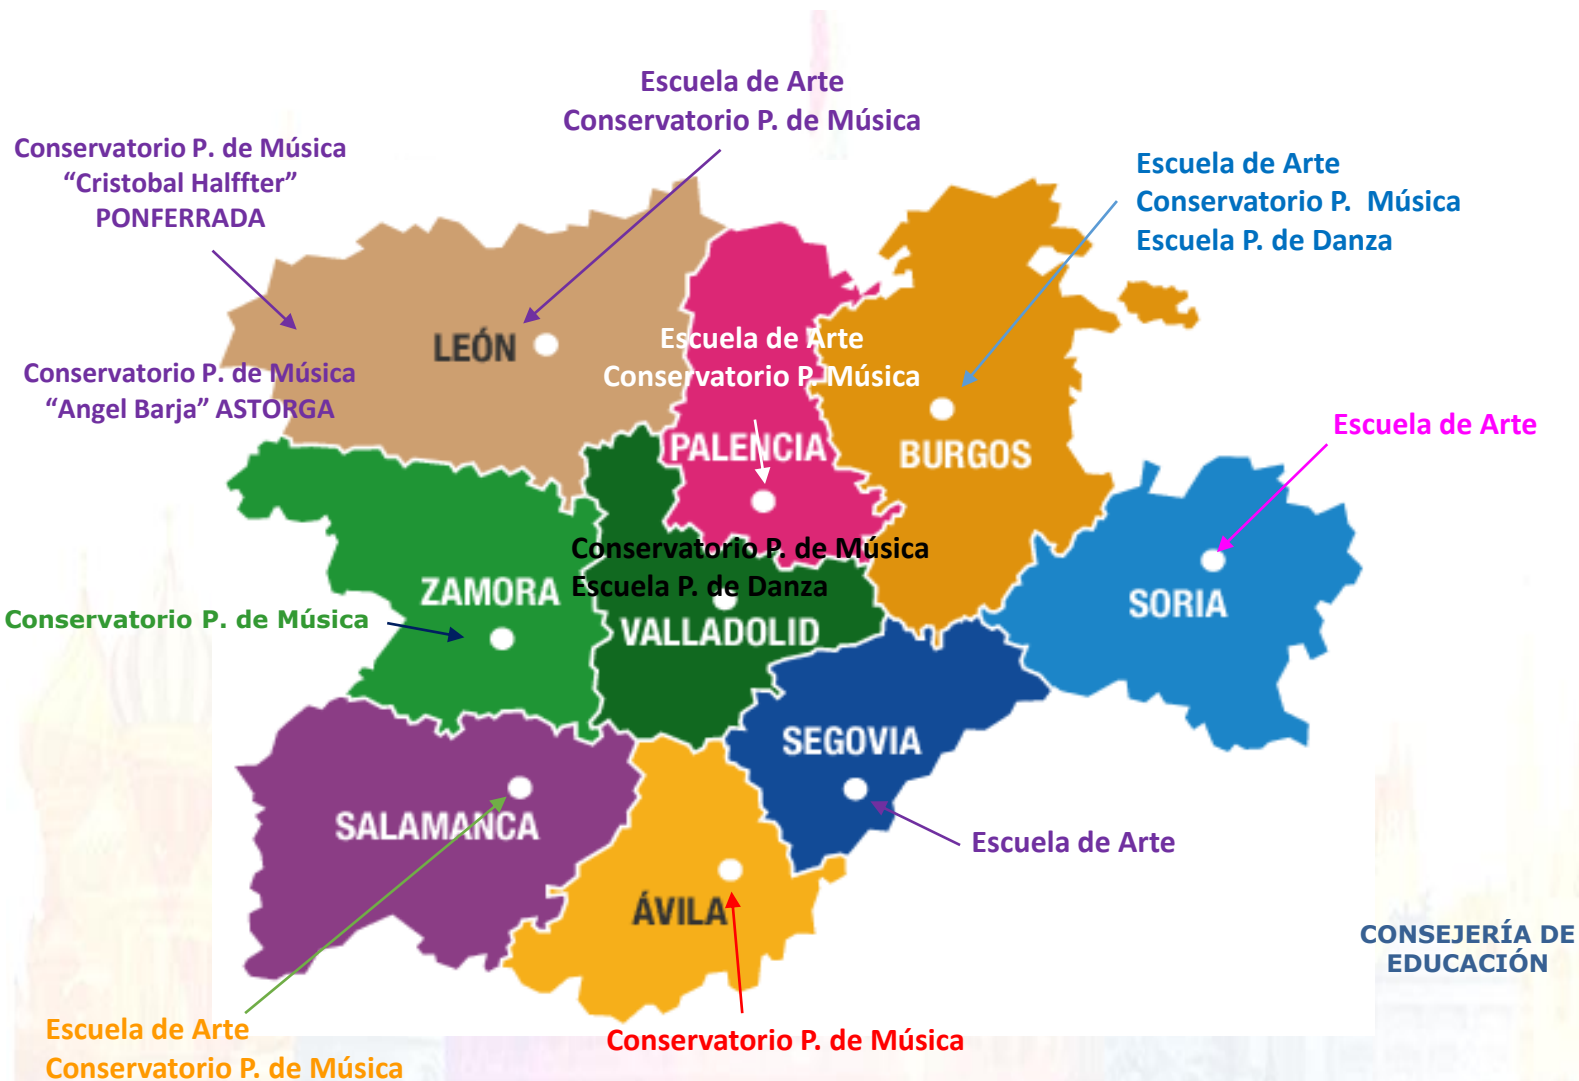 Escuela de Arte
Conservatorio P. de Música
Conservatorio P. de Música
“Cristobal Halffter”
PONFERRADA
Escuela de Arte
Conservatorio P. Música
Escuela P. de Danza
LEÓN
Escuela de Arte
Conservatorio P. Música
Conservatorio P. de Música
“Angel Barja” ASTORGA
PALENCIA
BURGOS
Escuela de Arte
Conservatorio P. de Música
Escuela P. de Danza
ZAMORA
VALLADOLID
SORIA
Conservatorio P. de Música
SEGOVIA
SALAMANCA
Escuela de Arte
ÁVILA
CONSEJERÍA DE
EDUCACIÓN
Escuela de Arte
Conservatorio P. de Música
Conservatorio P. de Música